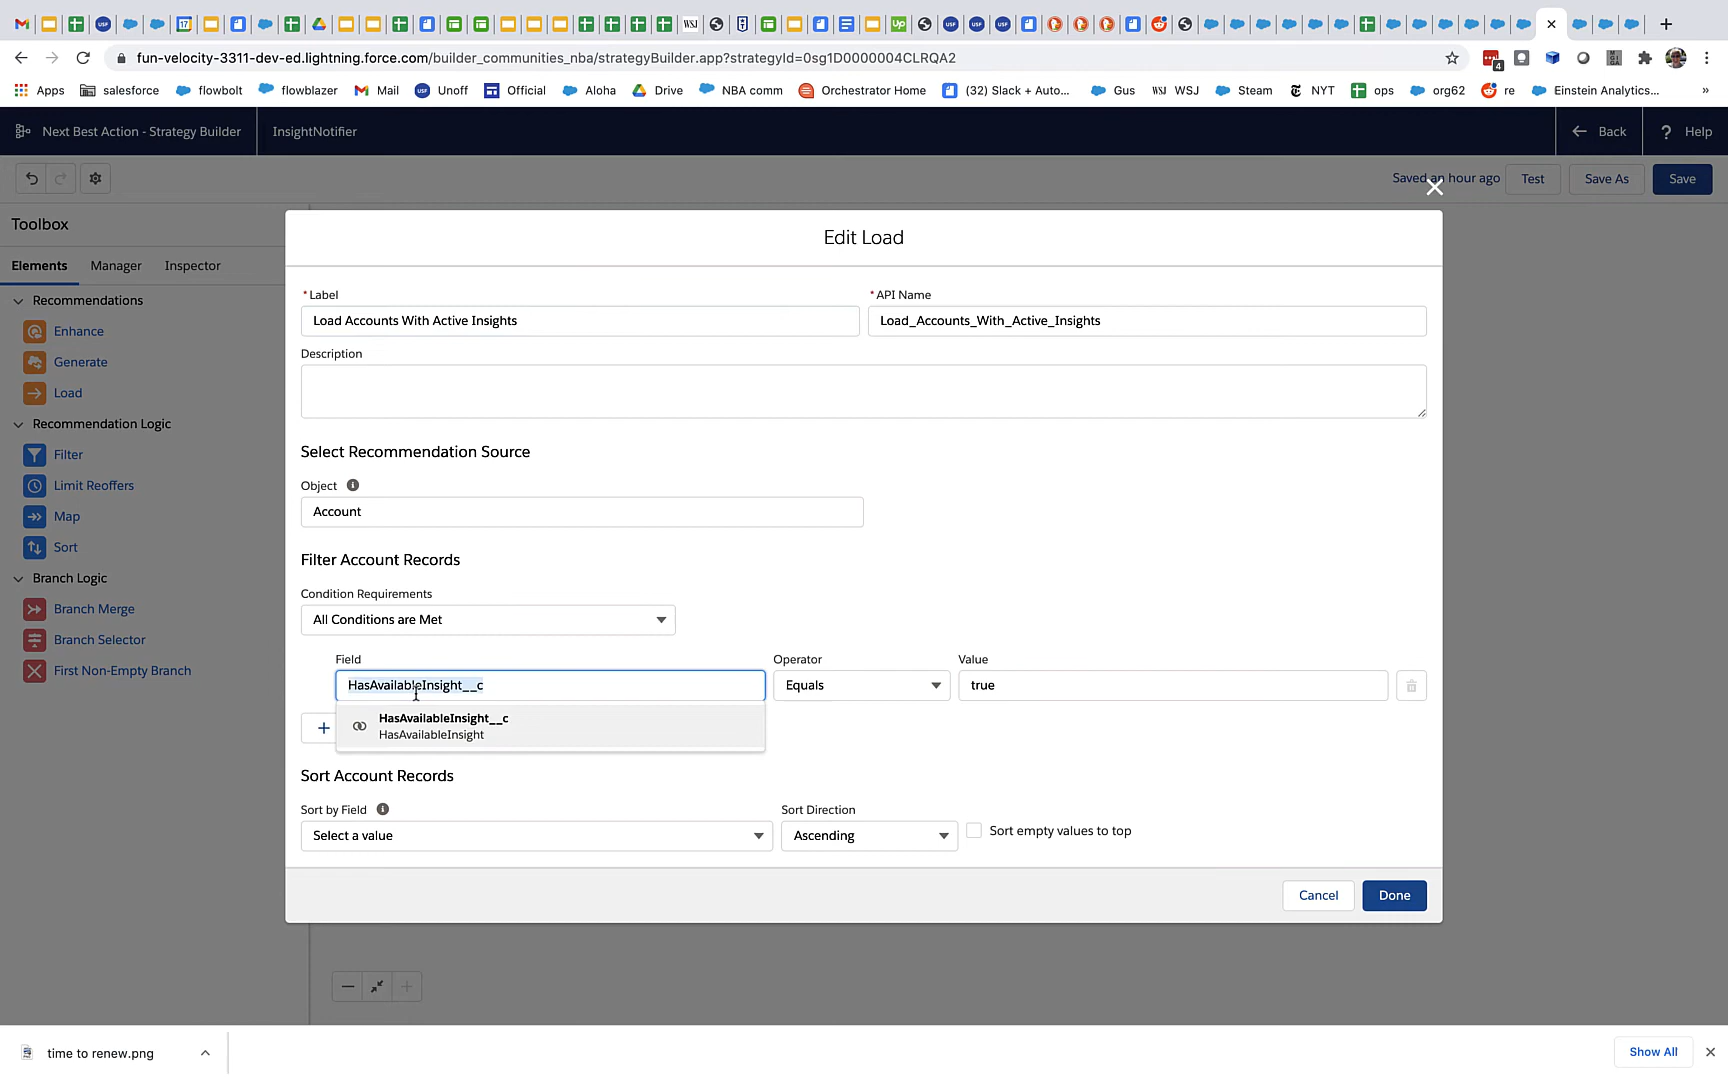 fun-velocity-3311-dev-ed.lightning.force.com/builder_communities_nba/strategyBuilder.app?strategyId=0sg1D0000004CLRQA2
4
Apps salesforce flowbolt flowblazer Mail Unoff Official Aloha Drive NBA comm Orchestrator Home (32) Slack + Auto... Gus WSJ WSJ Steam NYT ops org62 re Einstein Analytics... »
Next Best Action - Strategy Builder InsightNotifier Back ? Help
Saved an hour ago Test Save As Save
Toolbox
Elements Manager Inspector
Recommendations
Enhance
Generate
Load
Recommendation Logic
Filter
Limit Reoffers
Map
Sort
Branch Logic
Branch Merge
Branch Selector
First Non-Empty Branch
Edit Load
* Label * API Name
Load Accounts With Active Insights Load_Accounts_With_Active_Insights
Description
Select Recommendation Source
Object
Account
Filter Account Records
Condition Requirements
All Conditions are Met
Field Operator Value
HasAvailableInsight__c Equals true
HasAvailableInsight__c
HasAvailableInsight
Sort Account Records
Sort by Field Sort Direction
Select a value Ascending Sort empty values to top
Cancel Done
time to renew.png Show All